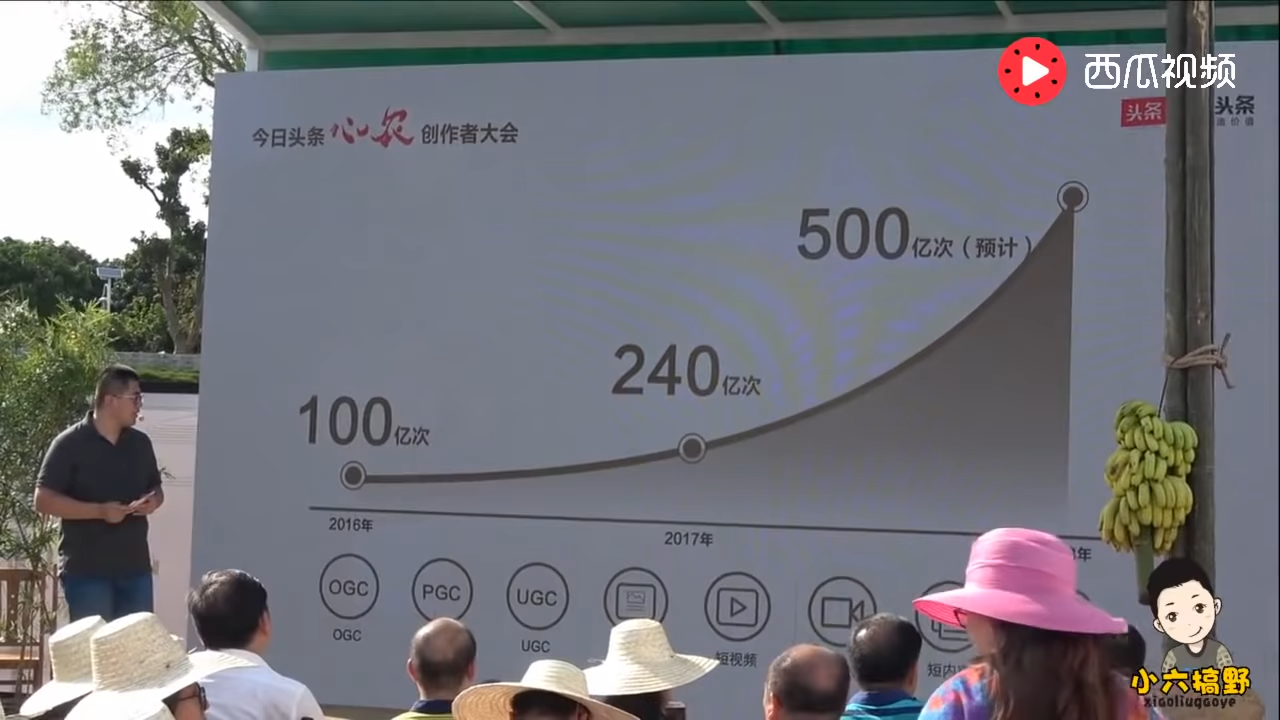 西瓜视频
今日头条 心农 创作者大会
头条
头条
500亿次（预计）
240亿次
100亿次
2016年
2017年
年
OGC
PGC
UGC
OGC
UGC
短视频
短内
小六搞野
xiaoliugaoye